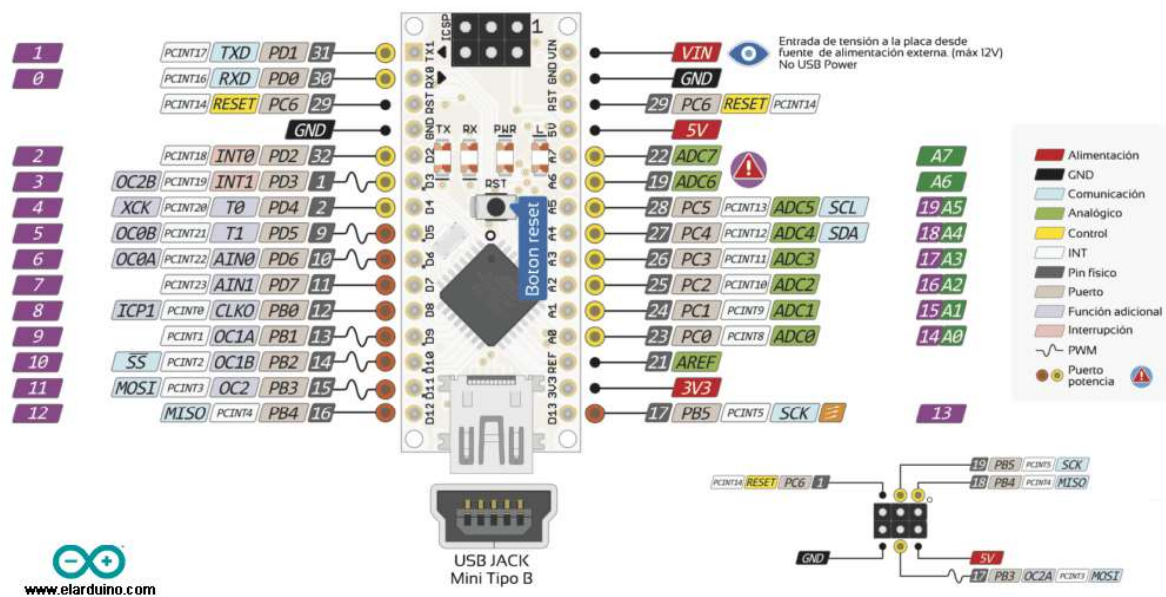 ICSP
1
1 PCINT17 TXD PD1 31
0 PCINT16 RXD PD0 30
PCINT14 RESET PC6 29
GND
2 PCINT18 INT0 PD2 32
3 OC2B PCINT19 INT1 PD3 1
4 XCK PCINT20 T0 PD4 2
5 OC0B PCINT21 T1 PD5 9
6 OC0A PCINT22 AIN0 PD6 10
7 PCINT23 AIN1 PD7 11
8 ICP1 PCINT0 CLKO PB0 12
9 PCINT1 OC1A PB1 13
10 SS PCINT2 OC1B PB2 14
11 MOSI PCINT3 OC2 PB3 15
12 MISO PCINT4 PB4 16
TX1
RX0
RST
GND
D2
D3
D4
D5
D6
D7
D8
D9
D10
D11
D12
TX RX PWR L
RST
Boton reset
VIN
GND
RST
5V
A7
A6
A5
A4
A3
A2
A1
A0
REF
3V3
D13
VIN
Entrada de tensión a la placa desde
fuente de alimentación externa. (máx 12V)
No USB Power
GND
29 PC6 RESET PCINT14
5V
22 ADC7 A7
19 ADC6 A6
28 PC5 PCINT13 ADC5 SCL 19 A5
27 PC4 PCINT12 ADC4 SDA 18 A4
26 PC3 PCINT11 ADC3 17 A3
25 PC2 PCINT10 ADC2 16 A2
24 PC1 PCINT9 ADC1 15 A1
23 PC0 PCINT8 ADC0 14 A0
21 AREF
3V3
17 PB5 PCINT5 SCK 13
Alimentación
GND
Comunicación
Analógico
Control
INT
Pin físico
Puerto
Función adicional
Interrupción
PWM
Puerto
potencia
USB JACK
Mini Tipo B
19 PB5 PCINT5 SCK
PCINT14 RESET PC6 1
18 PB4 PCINT4 MISO
GND
5V
17 PB3 OC2A PCINT3 MOSI
www.elarduino.com